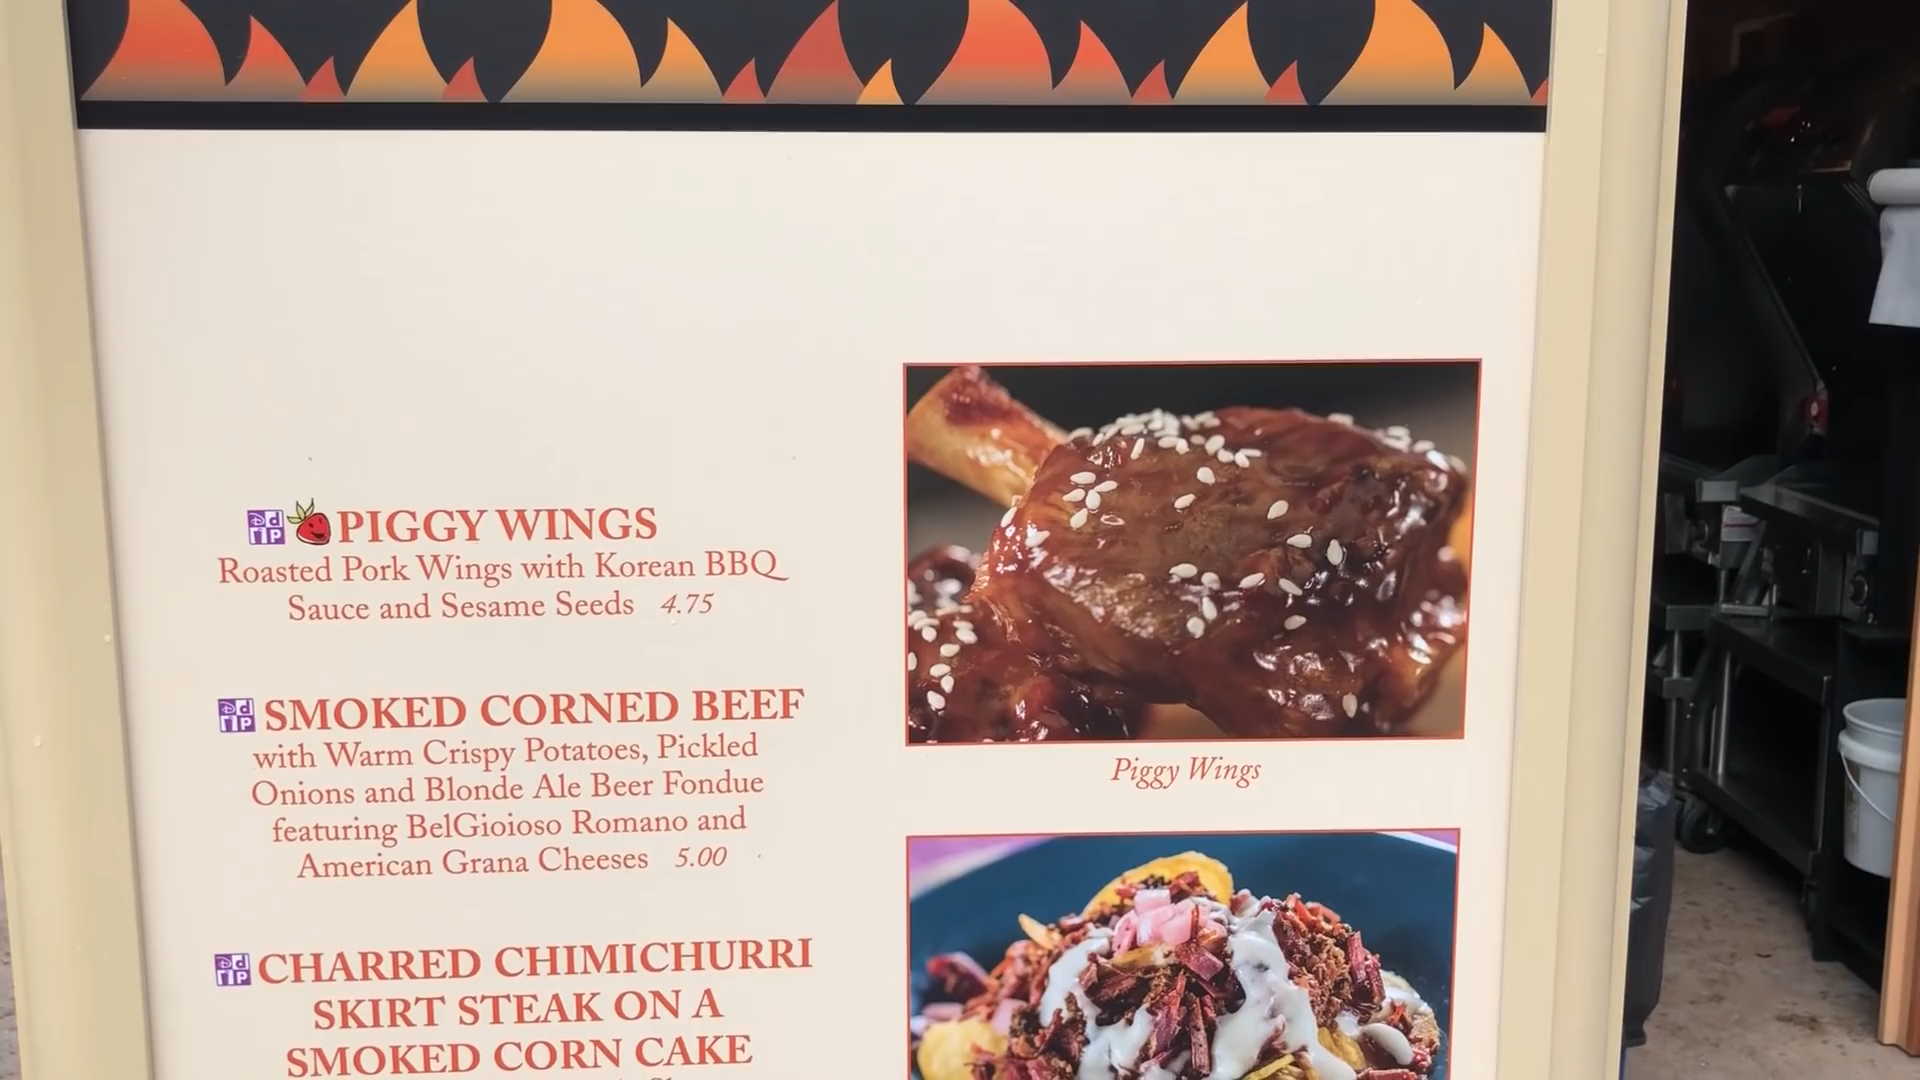 PIGGY WINGS
Roasted Pork Wings with Korean BBQ
Sauce and Sesame Seeds 4.75
SMOKED CORNED BEEF
with Warm Crispy Potatoes, Pickled
Onions and Blonde Ale Beer Fondue
featuring BelGioioso Romano and
American Grana Cheeses 5.00
CHARRED CHIMICHURRI
SKIRT STEAK ON A
SMOKED CORN CAKE
Piggy Wings